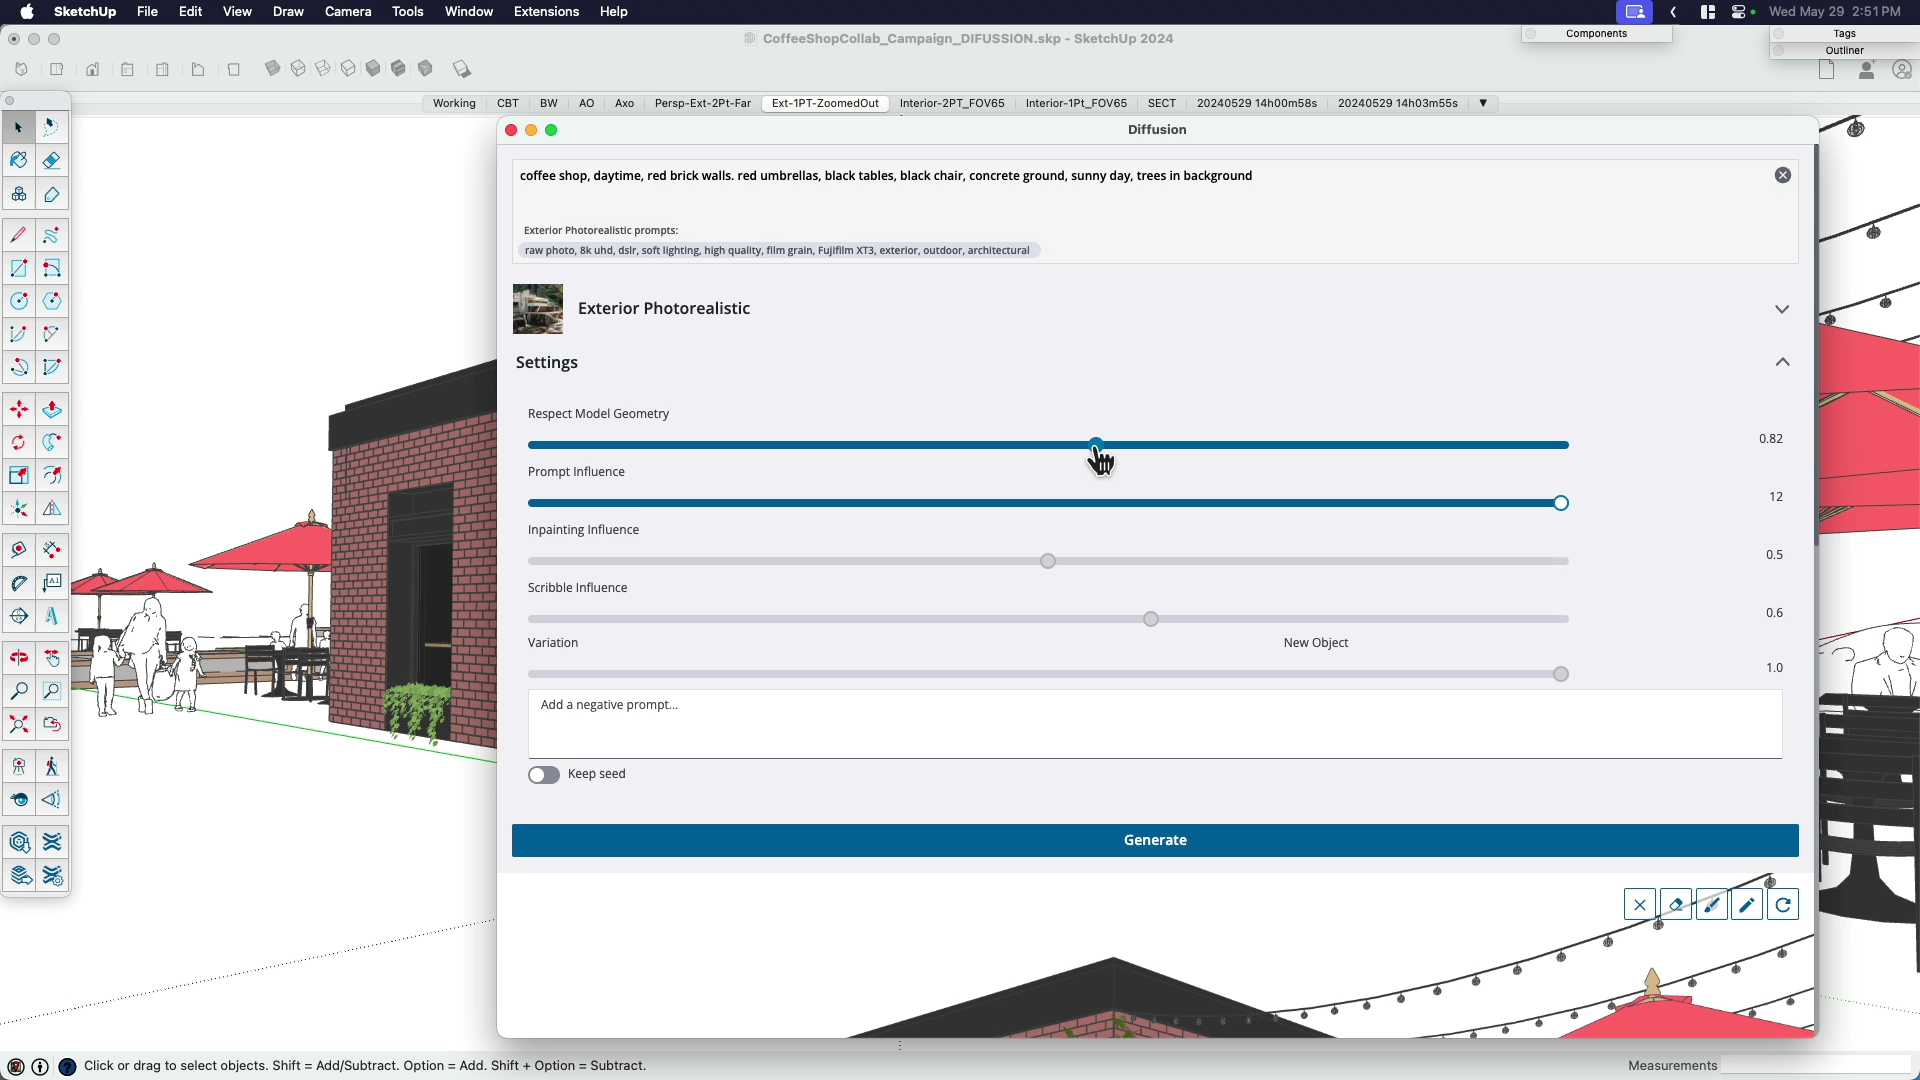 SketchUp File Edit View Draw Camera Tools Window Extensions Help Wed May 29 2:51 PM
CoffeeShopCollab_Campaign_DIFUSSION.skp - SketchUp 2024
Components
Tags
Outliner
Working CBT BW AO Axo Persp-Ext-2Pt-Far Ext-1PT-ZoomedOut Interior-2PT_FOV65 Interior-1Pt_FOV65 SECT 20240529 14h00m58s 20240529 14h03m55s
Diffusion
coffee shop, daytime, red brick walls. red umbrellas, black tables, black chair, concrete ground, sunny day, trees in background
Exterior Photorealistic prompts:
raw photo, 8k uhd, dslr, soft lighting, high quality, film grain, Fujifilm XT3, exterior, outdoor, architectural
Exterior Photorealistic
Settings
Respect Model Geometry
0.82
Prompt Influence
12
Inpainting Influence
0.5
Scribble Influence
0.6
Variation New Object
1.0
Add a negative prompt...
Keep seed
Generate
Click or drag to select objects. Shift = Add/Subtract. Option = Add. Shift + Option = Subtract.
Measurements